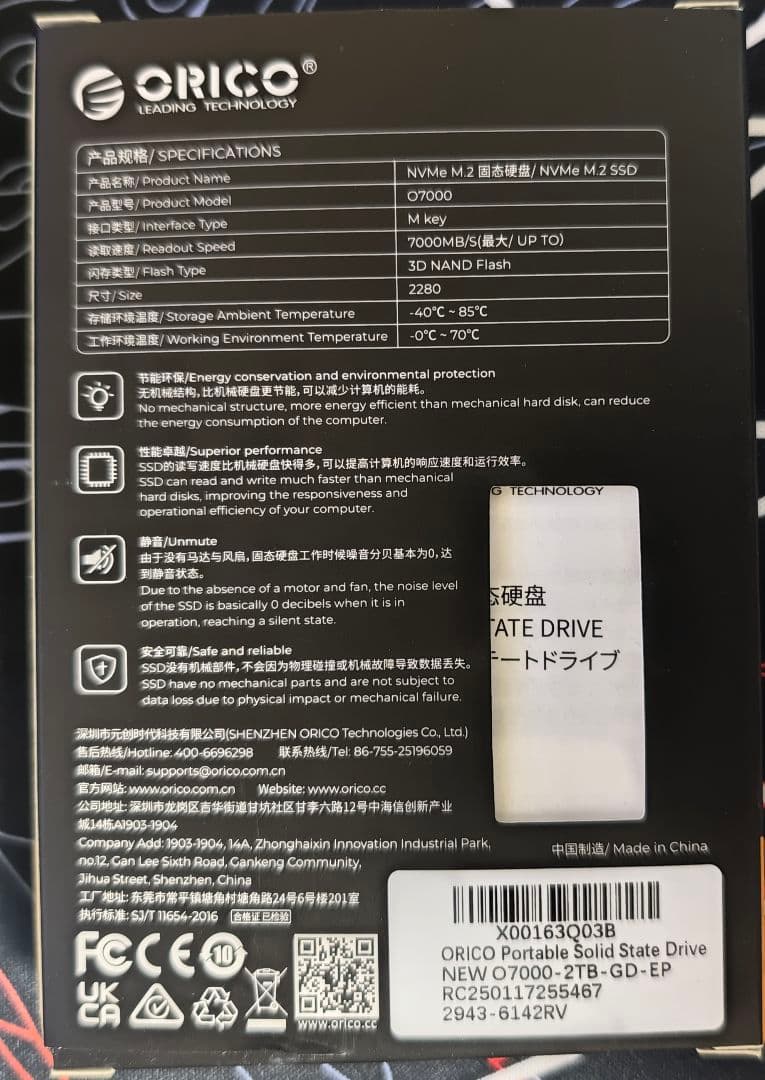 ORICO®
LEADING TECHNOLOGY
产品规格/ SPECIFICATIONS
产品名称/ Product Name NVMe M.2 固态硬盘/ NVMe M.2 SSD
产品型号/ Product Model O7000
接口类型/ Interface Type M key
读取速度/ Readout Speed 7000MB/S(最大/ UP TO)
闪存类型/ Flash Type 3D NAND Flash
尺寸/ Size 2280
存储环境温度/ Storage Ambient Temperature -40℃ ~ 85℃
工作环境温度/ Working Environment Temperature -0℃ ~ 70℃
节能环保/Energy conservation and environmental protection
无机械结构，比机械硬盘更节能，可以减少计算机的能耗。
No mechanical structure, more energy efficient than mechanical hard disk, can reduce
the energy consumption of the computer.
性能卓越/Superior performance
SSD的读写速度比机械硬盘快得多，可以提高计算机的响应速度和运行效率。
SSD can read and write much faster than mechanical
hard disks, improving the responsiveness and
operational efficiency of your computer.
静音/Unmute
由于没有马达与风扇，固态硬盘工作时候噪音分贝基本为0，达
到静音状态。
Due to the absence of a motor and fan, the noise level
of the SSD is basically 0 decibels when it is in
operation, reaching a silent state.
安全可靠/Safe and reliable
SSD没有机械部件，不会因为物理碰撞或机械故障导致数据丢失。
SSD have no mechanical parts and are not subject to
data loss due to physical impact or mechanical failure.
G TECHNOLOGY
态硬盘
TATE DRIVE
テートドライブ
深圳市元创时代科技有限公司(SHENZHEN ORICO Technologies Co., Ltd.)
售后热线/Hotline: 400-6696298 联系热线/Tel: 86-755-25196059
邮箱/E-mail: supports@orico.com.cn
官方网站: www.orico.com.cn Website: www.orico.cc
公司地址: 深圳市龙岗区吉华街道甘坑社区甘李六路12号中海信创新产业
城14栋A1903-1904
Company Add: 1903-1904, 14A, Zhonghaixin Innovation Industrial Park,
no.12, Gan Lee Sixth Road, Gankeng Community,
Jihua Street, Shenzhen, China
工厂地址: 东莞市常平镇塘角村塘角路24号6号楼201室
执行标准: SJ/T 11654-2016 合格证 已检验
中国制造/ Made in China
FC CE 10
UK
CA
www.orico.cc
X00163Q03B
ORICO Portable Solid State Drive
NEW O7000-2TB-GD-EP
RC250117255467
2943-6142RV